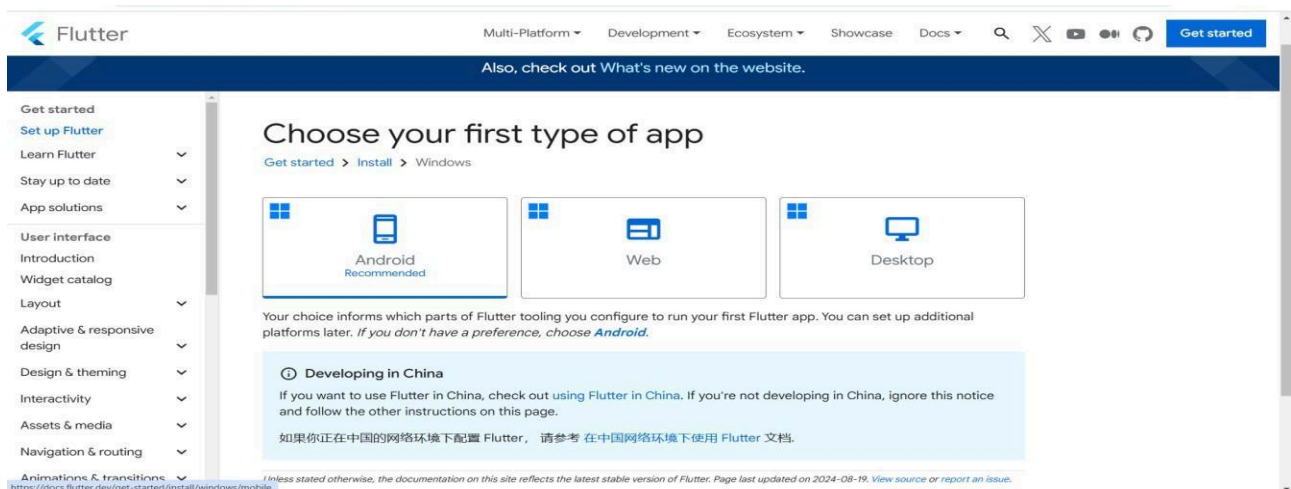 Flutter
Multi-Platform Development Ecosystem Showcase Docs Get started
Also, check out What's new on the website.
Get started
Set up Flutter
Learn Flutter
Stay up to date
App solutions
User interface
Introduction
Widget catalog
Layout
Adaptive & responsive
design
Design & theming
Interactivity
Assets & media
Navigation & routing
Animations & transitions
Choose your first type of app
Get started > Install > Windows
Android
Recommended
Web
Desktop
Your choice informs which parts of Flutter tooling you configure to run your first Flutter app. You can set up additional
platforms later. If you don't have a preference, choose Android.
Developing in China
If you want to use Flutter in China, check out using Flutter in China. If you're not developing in China, ignore this notice
and follow the other instructions on this page.
如果你正在中国的网络环境下配置 Flutter， 请参考 在中国网络环境下使用 Flutter 文档.
Unless stated otherwise, the documentation on this site reflects the latest stable version of Flutter. Page last updated on 2024-08-19. View source or report an issue.
https://docs.flutter.dev/get-started/install/windows/mobile